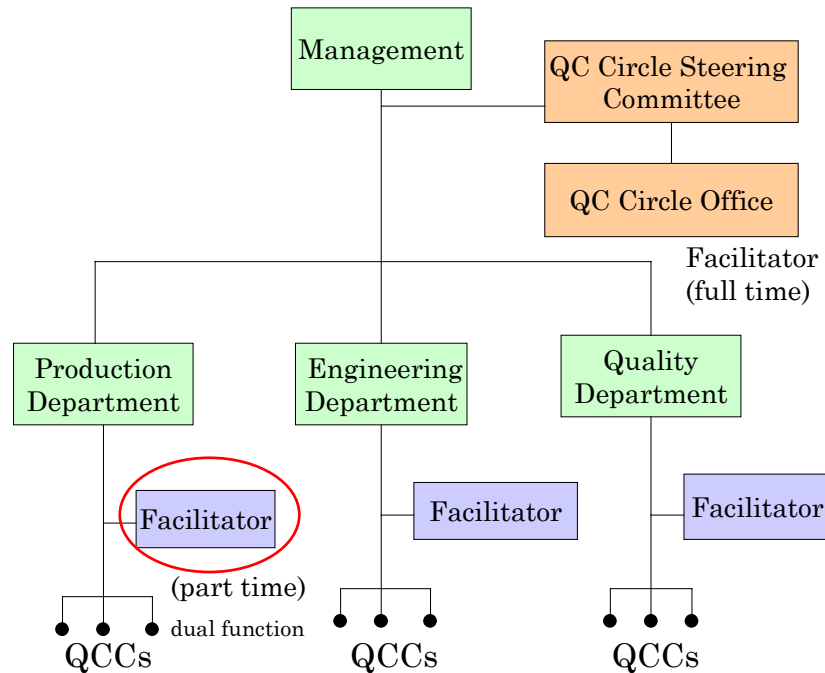 Management
QC Circle Steering
Committee
QC Circle Office
Facilitator
(full time)
Production
Department
Engineering
Department
Quality
Department
Facilitator
Facilitator
Facilitator
(part time)
dual function
QCCs
QCCs
QCCs